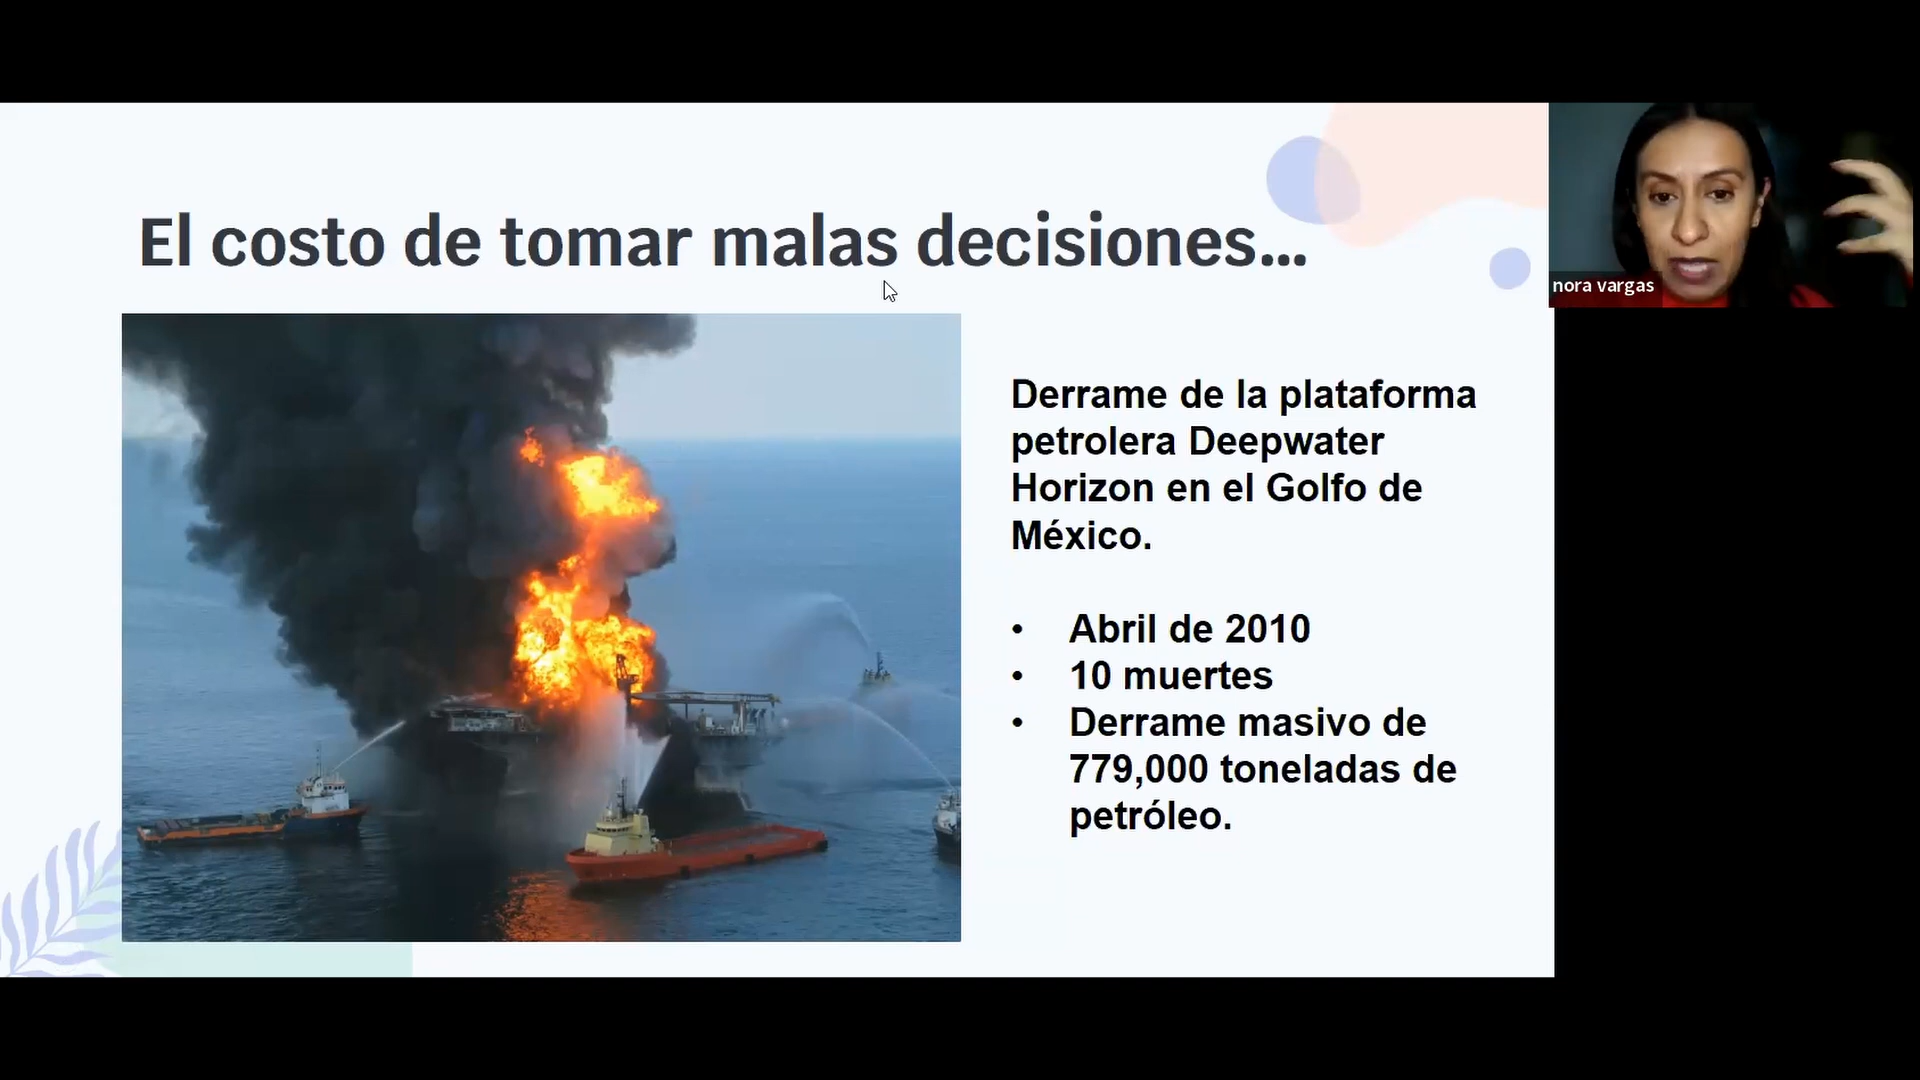 El costo de tomar malas decisiones...
nora vargas
Derrame de la plataforma
petrolera Deepwater
Horizon en el Golfo de
México.
• Abril de 2010
• 10 muertes
• Derrame masivo de
779,000 toneladas de
petróleo.